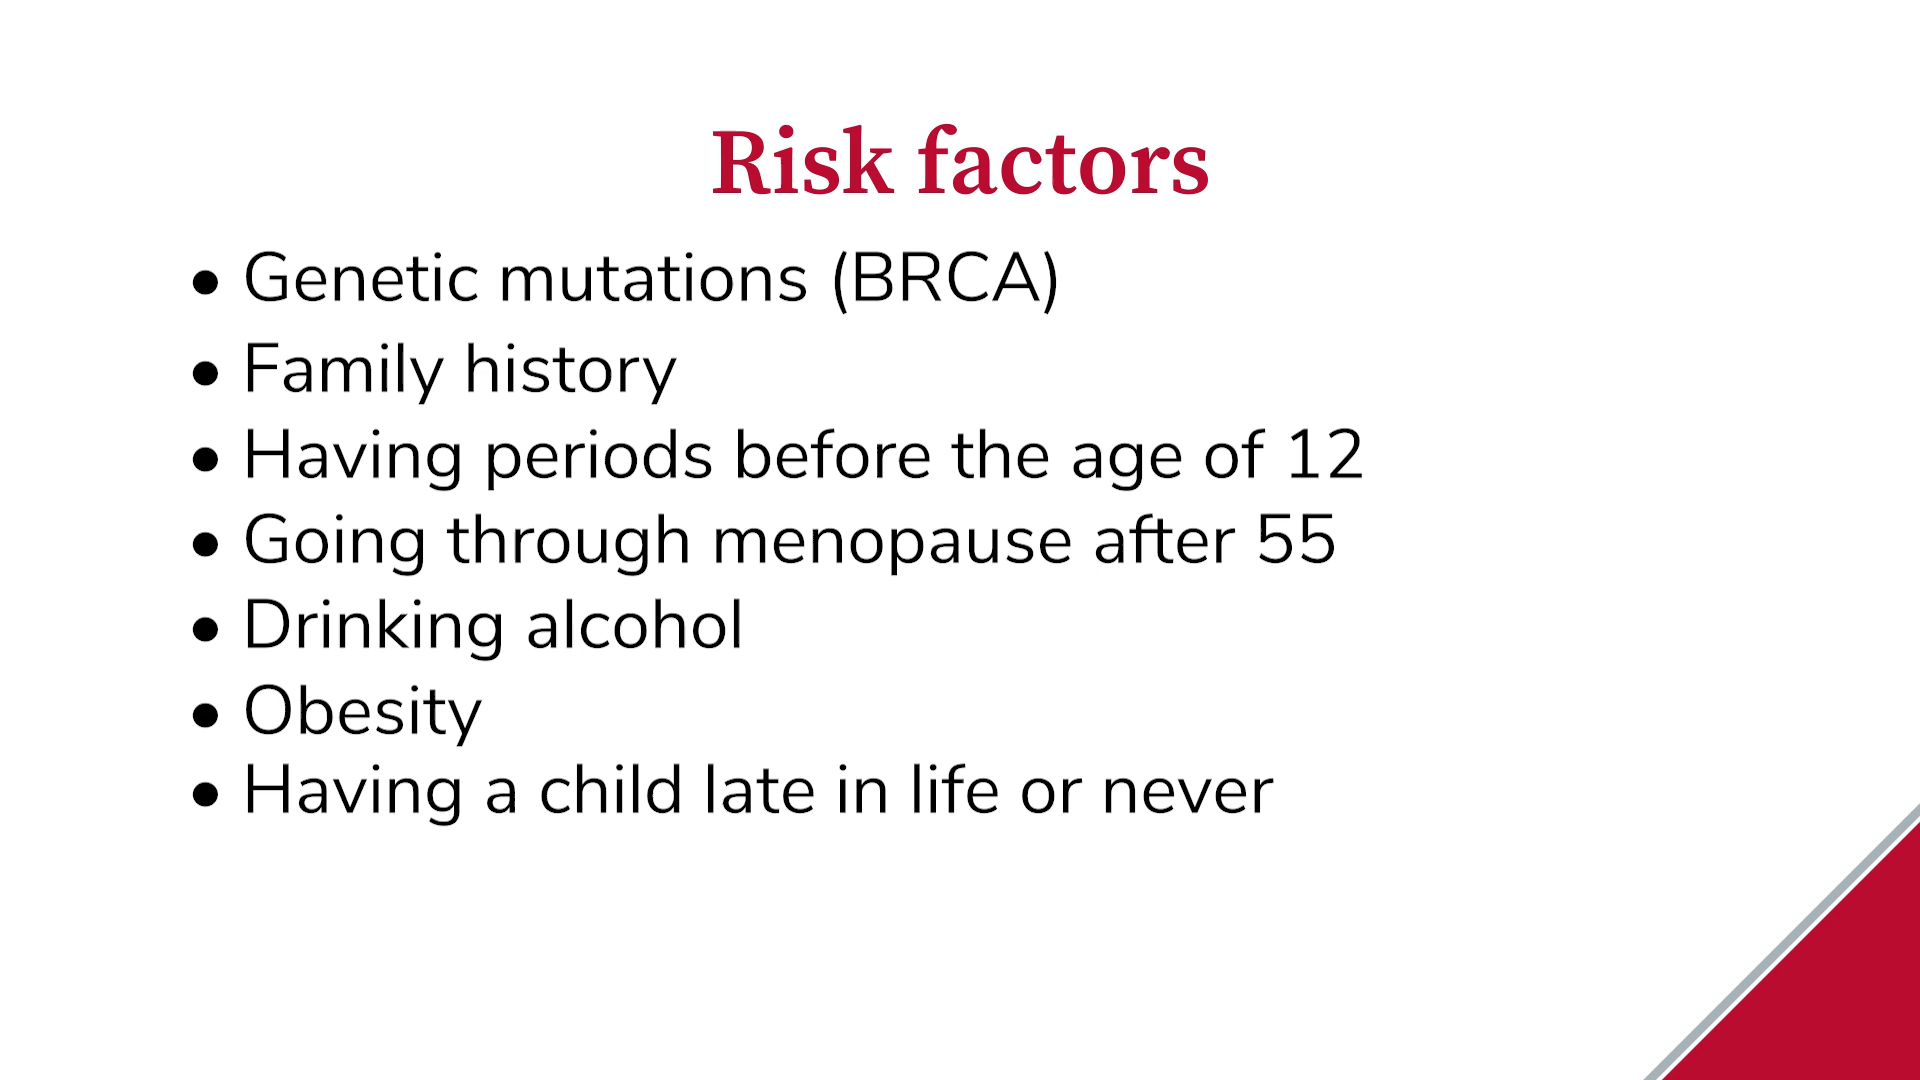 Risk factors
• Genetic mutations (BRCA)
• Family history
• Having periods before the age of 12
• Going through menopause after 55
• Drinking alcohol
• Obesity
• Having a child late in life or never